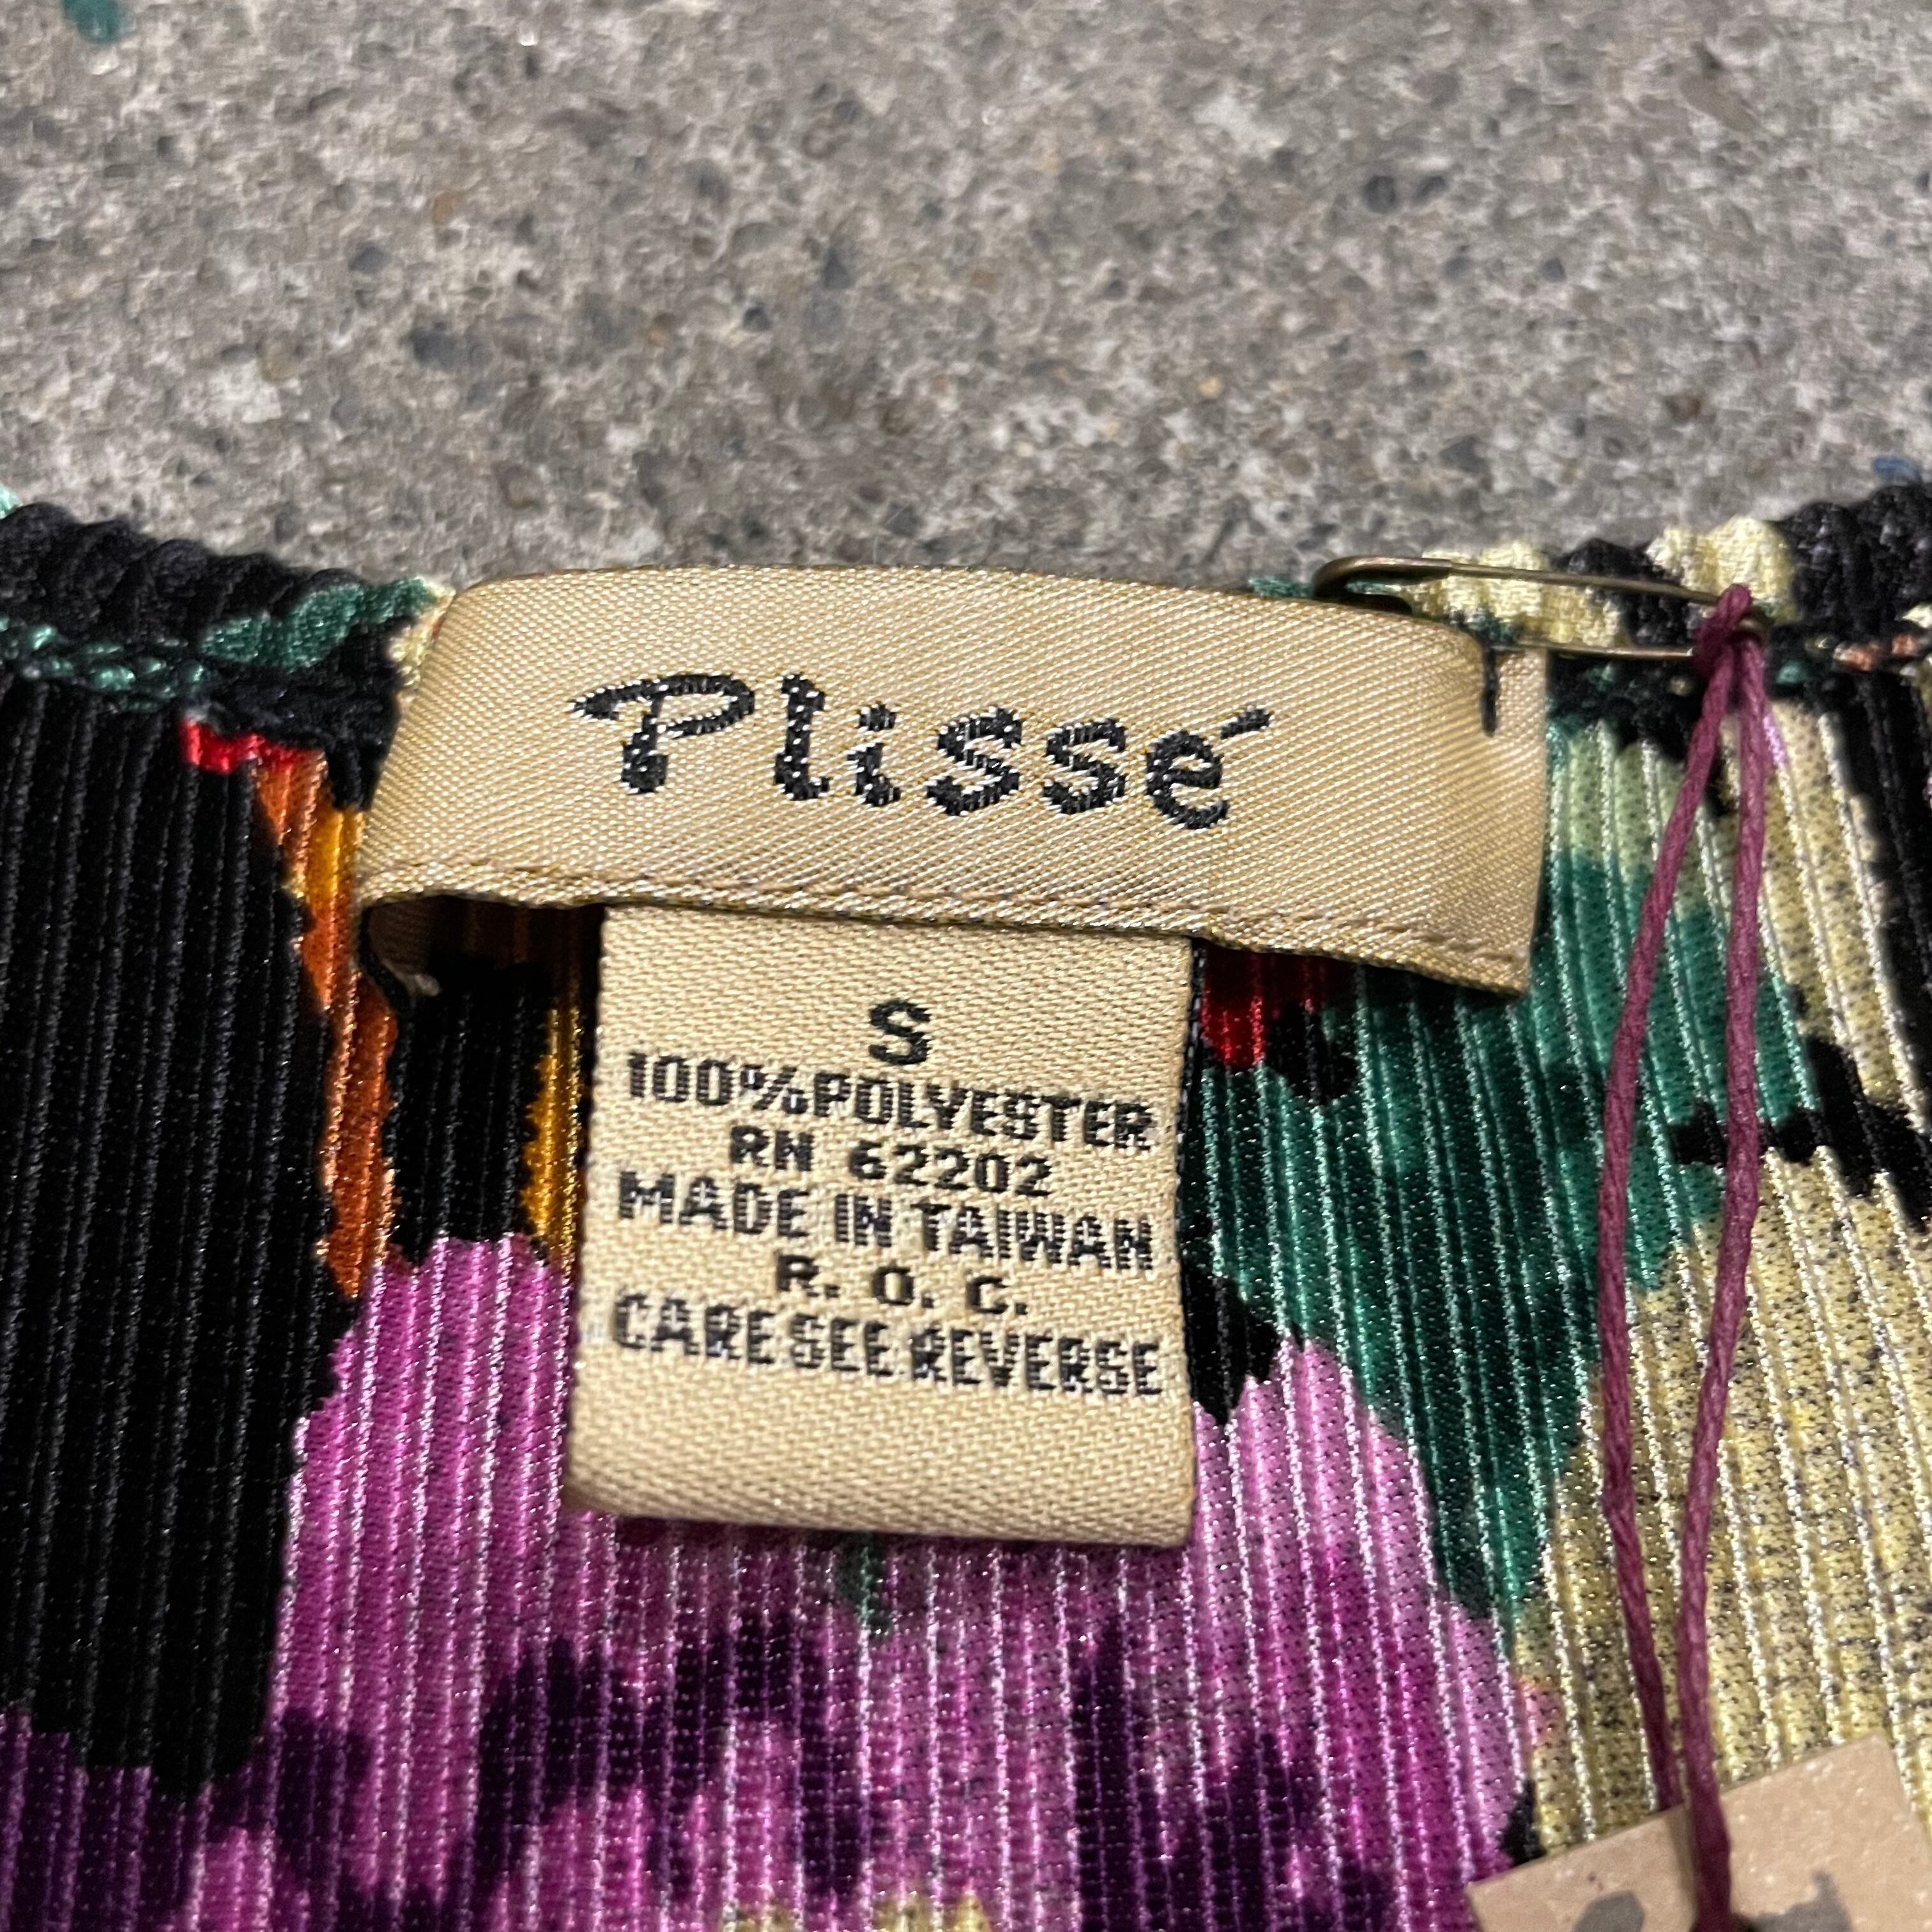 Plissé
S
100%POLYESTER
RN 62202
MADE IN TAIWAN
R. O. C.
CARE SEE REVERSE